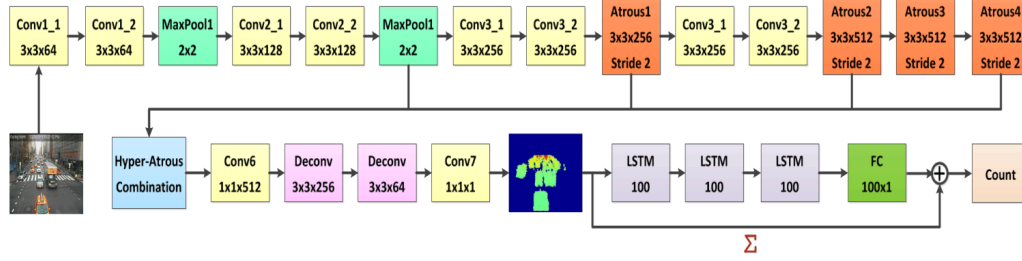 Conv1_1
3x3x64
Conv1_2
3x3x64
MaxPool1
2x2
Conv2_1
3x3x128
Conv2_2
3x3x128
MaxPool1
2x2
Conv3_1
3x3x256
Conv3_2
3x3x256
Atrous1
3x3x256
Stride 2
Conv3_1
3x3x256
Conv3_2
3x3x256
Atrous2
3x3x512
Stride 2
Atrous3
3x3x512
Stride 2
Atrous4
3x3x512
Stride 2
Hyper-Atrous
Combination
Conv6
1x1x512
Deconv
3x3x256
Deconv
3x3x64
Conv7
1x1x1
LSTM
100
LSTM
100
LSTM
100
FC
100x1
+
Count
Σ